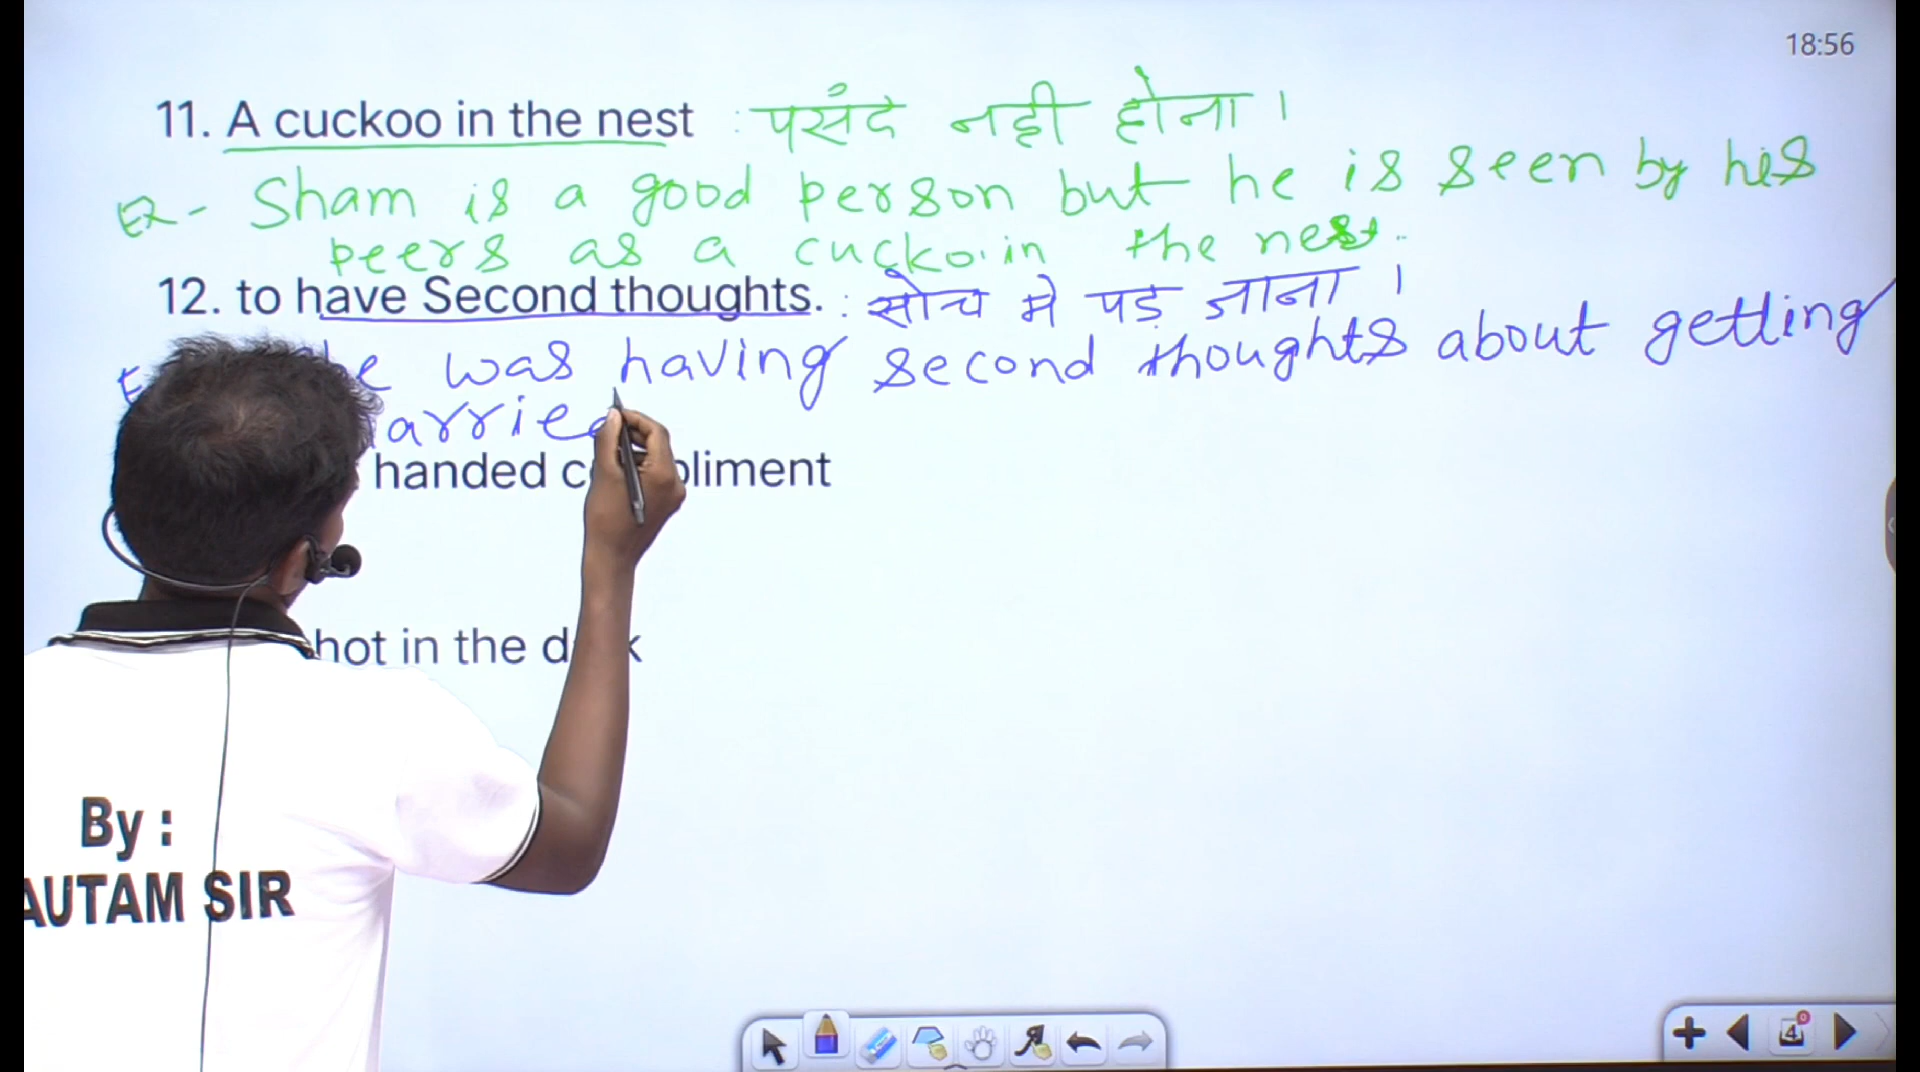 18:56
11. A cuckoo in the nest : पसंद नही होना ।
Ex - Sham is a good person but he is seen by his
peers as a cucko in the nest.
12. to have Second thoughts. : सोच मे पड़ जाना ।
was having second thoughts about getting
handed
in the
By :
AUTAM SIR
4